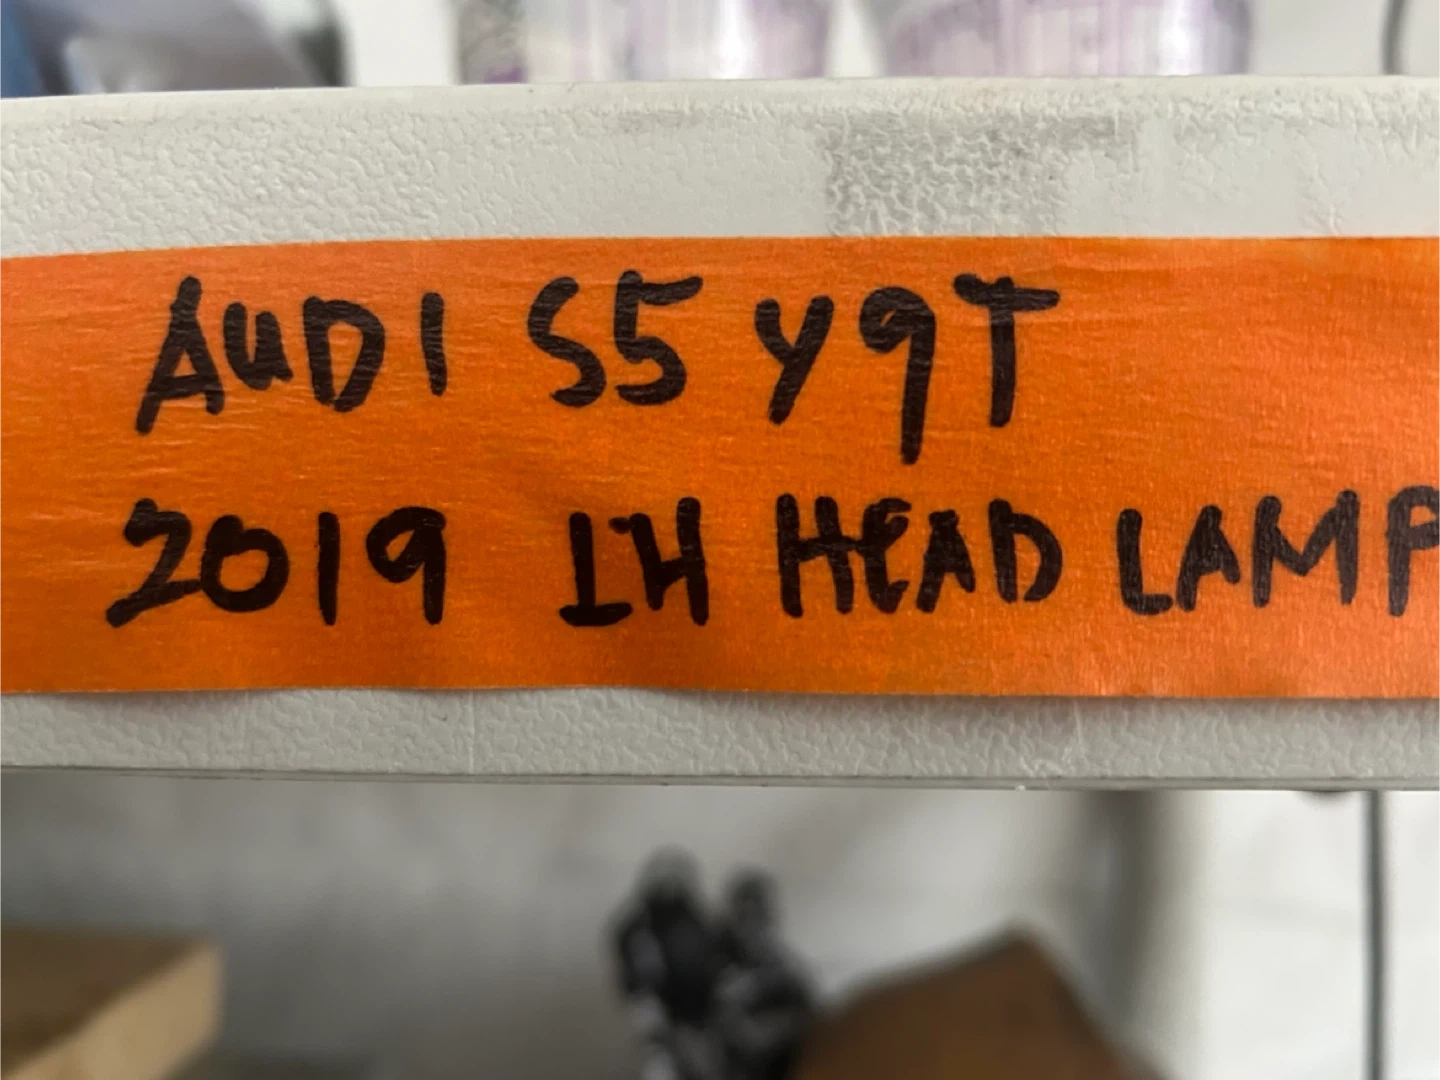 AUDI S5 Y9T
2019 LH HEAD LAMP